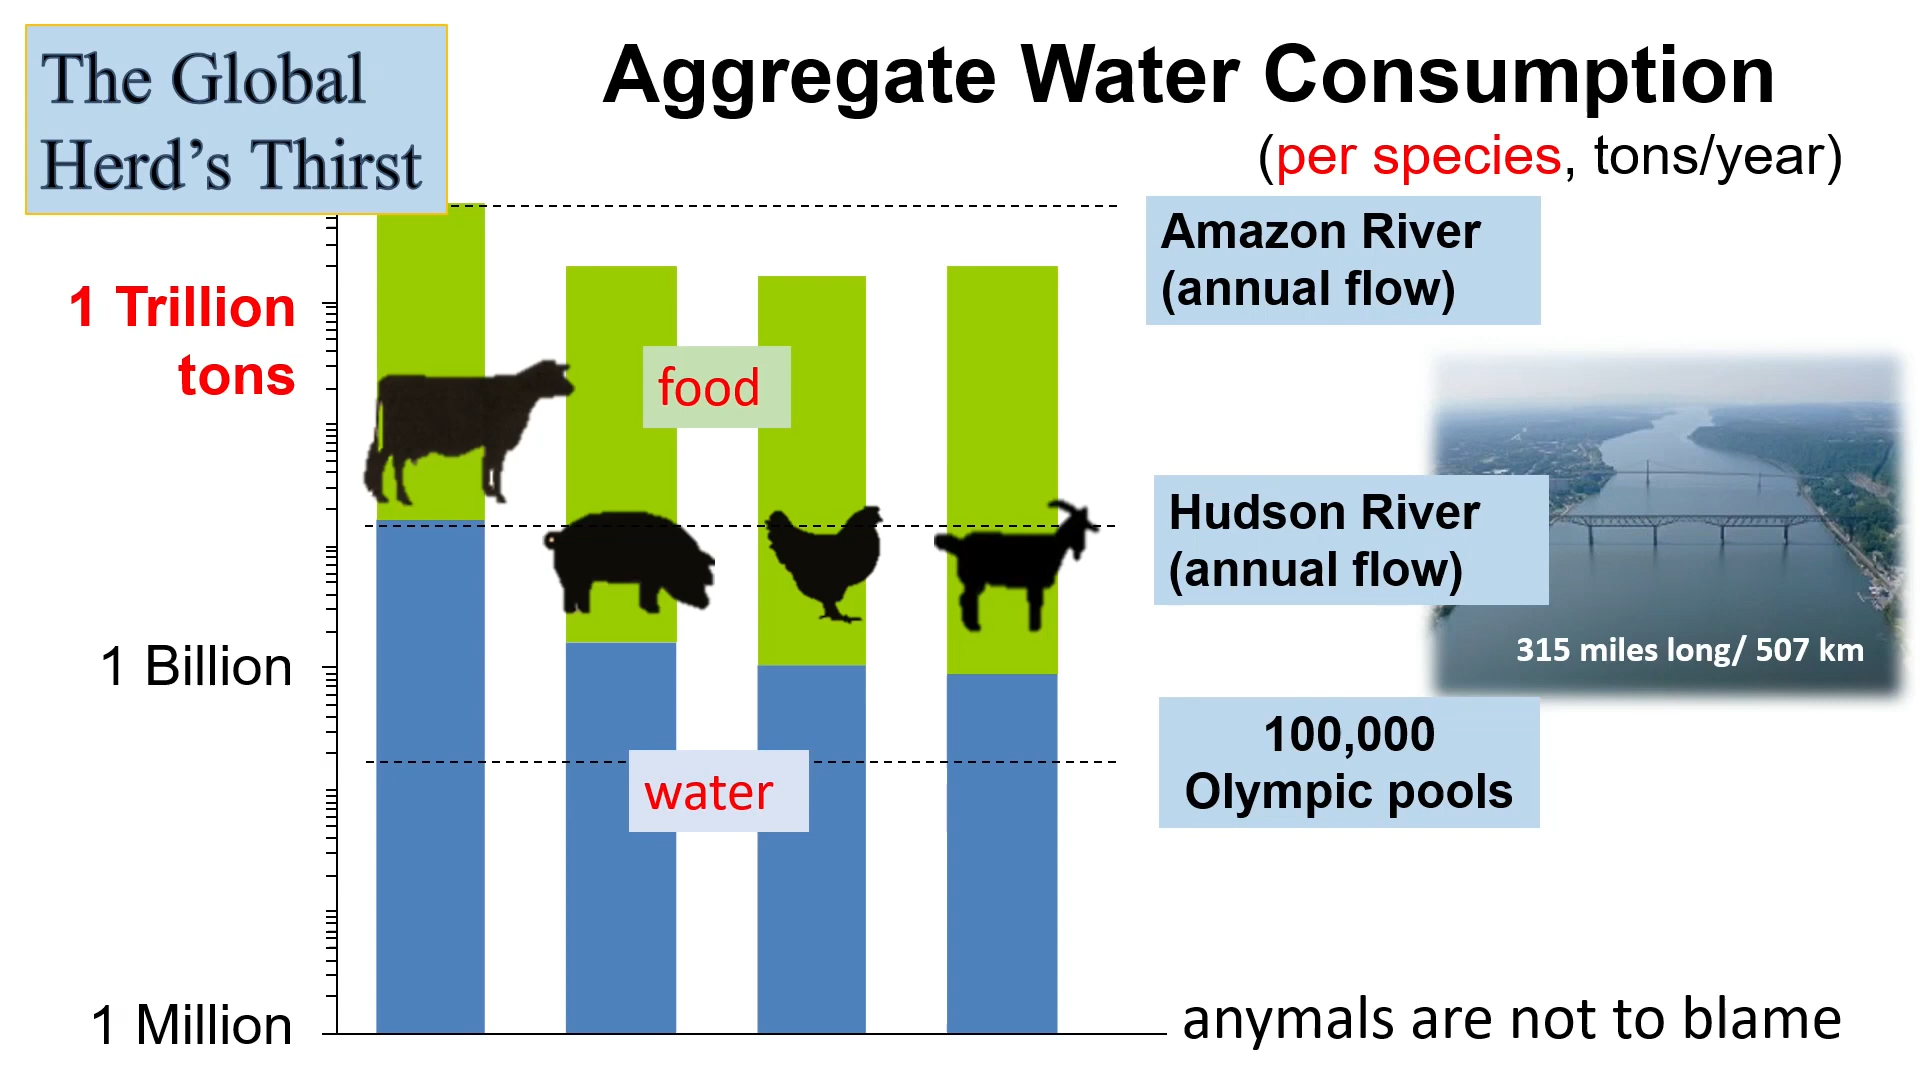 The Global
Herd’s Thirst
Aggregate Water Consumption
(per species, tons/year)
1 Trillion
tons
1 Billion
1 Million
food
water
Amazon River
(annual flow)
Hudson River
(annual flow)
315 miles long/ 507 km
100,000
Olympic pools
anymals are not to blame